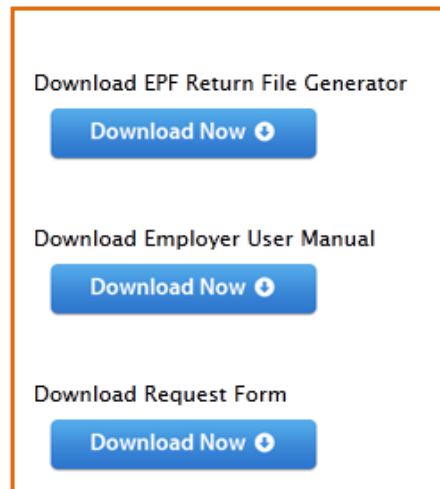 Download EPF Return File Generator
Download Now
Download Employer User Manual
Download Now
Download Request Form
Download Now